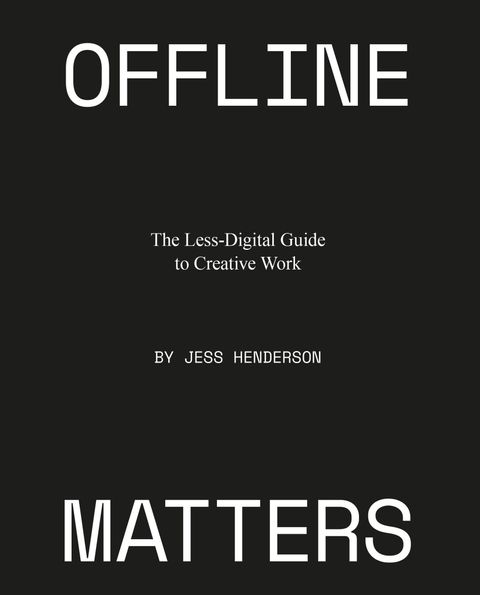 OFFLINE
The Less-Digital Guide
to Creative Work
BY JESS HENDERSON
MATTERS